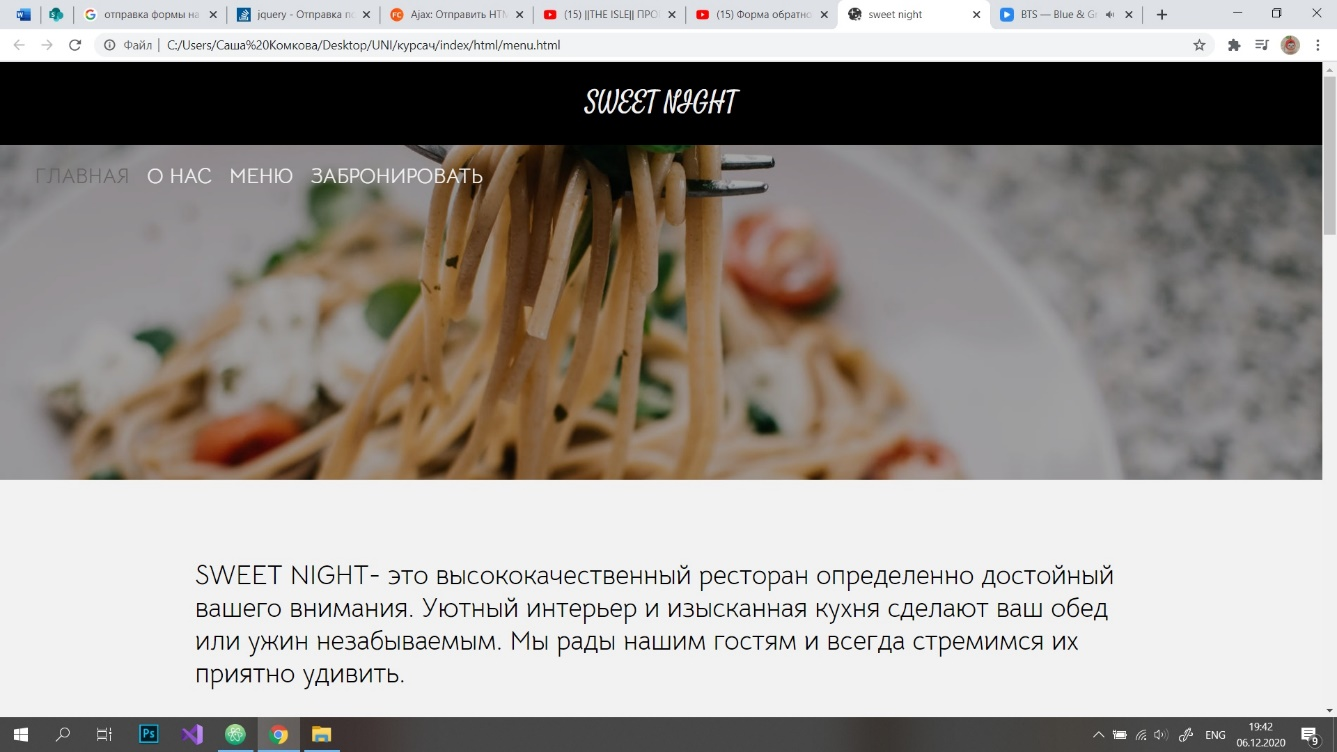 отправка формы на
jquery - Отправка по
Ajax: Отправить HTM
(15) ||THE ISLE|| ПРО
(15) Форма обратно
sweet night
BTS — Blue & Gr
Файл | C:/Users/Саша%20Комкова/Desktop/UNI/курсач/index/html/menu.html
SWEET NIGHT
ГЛАВНАЯ О НАС МЕНЮ ЗАБРОНИРОВАТЬ
SWEET NIGHT- это высококачественный ресторан определенно достойный
вашего внимания. Уютный интерьер и изысканная кухня сделают ваш обед
или ужин незабываемым. Мы рады нашим гостям и всегда стремимся их
приятно удивить.
Ps
ENG
19:42
06.12.2020
9